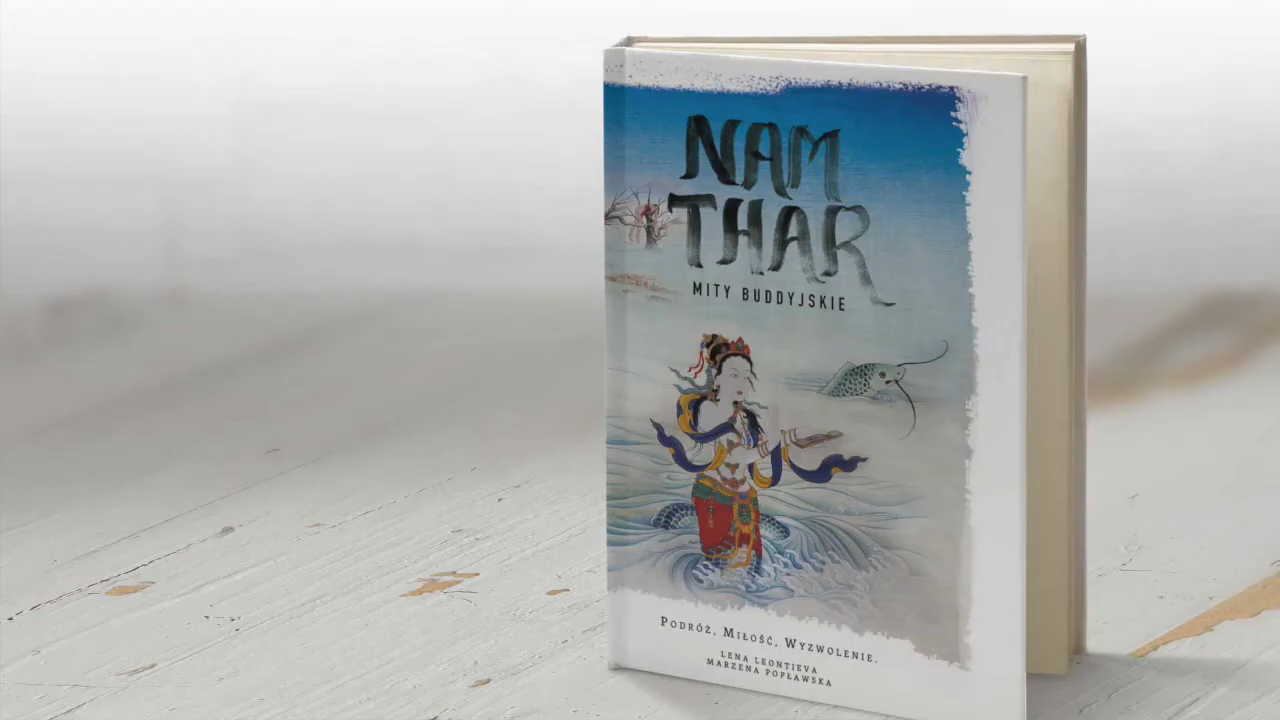 NAM
THAR
MITY BUDDYJSKIE
PODRÓŻ, MIŁOŚĆ, WYZWOLENIE.
LENA LEONTIEVA
MARZENA POPŁAWSKA